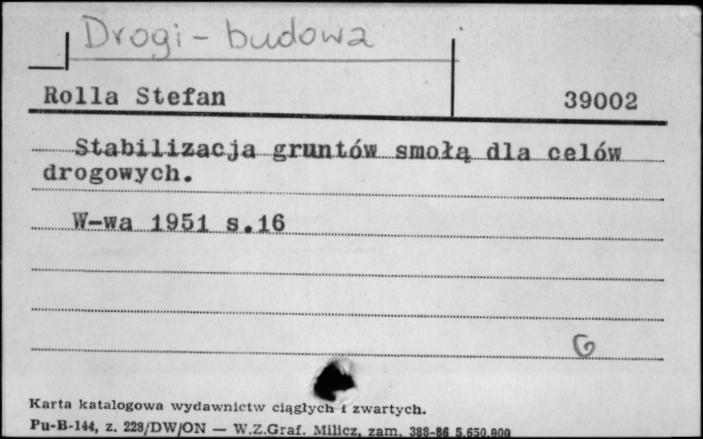 Drogi - budowa
Rolla Stefan 39002
Stabilizacja gruntów smołą dla celów
drogowych.
W-wa 1951 s.16
G
Karta katalogowa wydawnictw ciągłych i zwartych.
Pu-B-144, z. 228/DW/ON — W.Z.Graf. Milicz, zam. 388-86 5.650.000